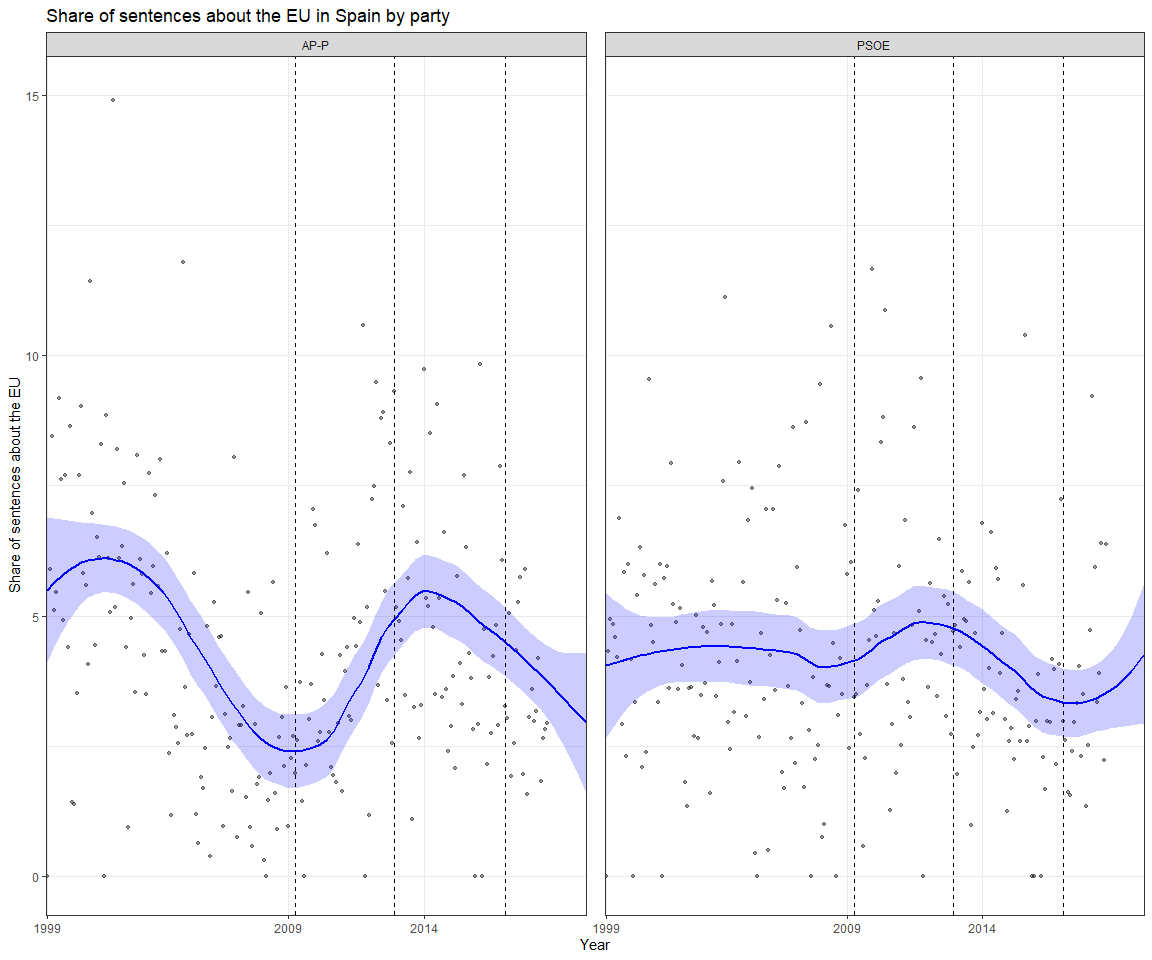 Share of sentences about the EU in Spain by party
AP-P
PSOE
Share of sentences about the EU
15
10
5
0
1999
2009
2014
1999
2009
2014
Year